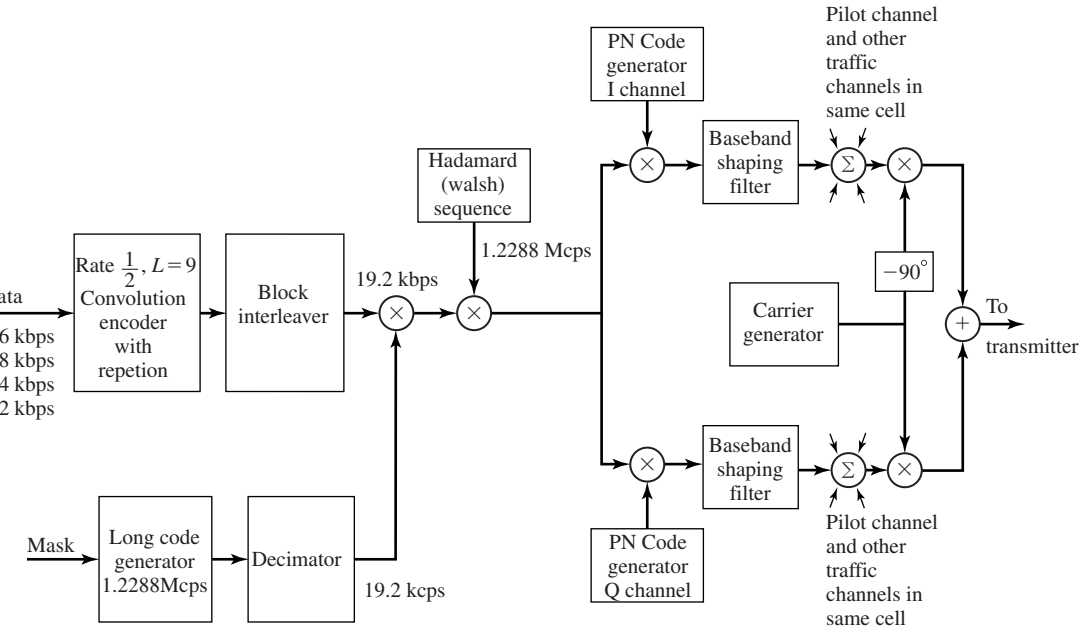 Pilot channel
and other
traffic
channels in
same cell
PN Code
generator
I channel
×
Baseband
shaping
filter
Σ
×
Hadamard
(walsh)
sequence
1.2288 Mcps
Rate 1/2, L=9
Convolution
encoder
with
repetion
Block
interleaver
19.2 kbps
×
×
ata
6 kbps
8 kbps
4 kbps
2 kbps
−90°
Carrier
generator
+
To
transmitter
×
Baseband
shaping
filter
Σ
×
PN Code
generator
Q channel
Pilot channel
and other
traffic
channels in
same cell
Mask
Long code
generator
1.2288Mcps
Decimator
19.2 kcps